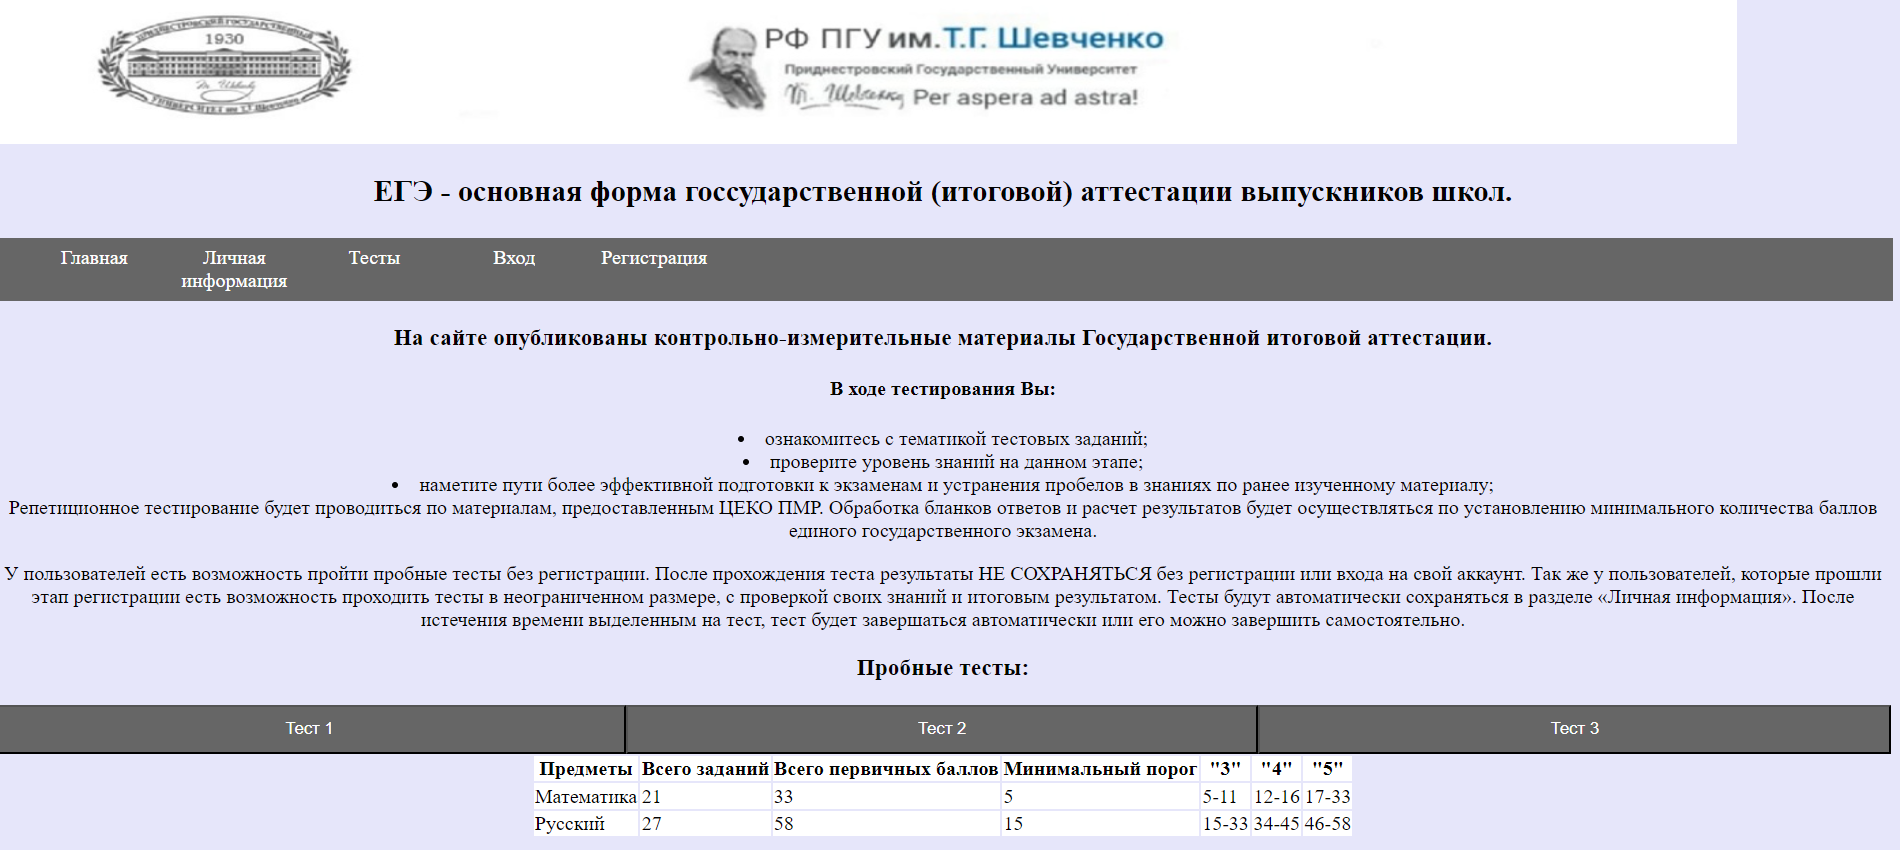 ПРИДНЕСТРОВСКИЙ ГОСУДАРСТВЕННЫЙ
1930
УНИВЕРСИТЕТ им Т.Г. Шевченко
РФ ПГУ им.Т.Г. Шевченко
Приднестровский Государственный Университет
Т. Шевченко Per aspera ad astra!
ЕГЭ - основная форма госсударственной (итоговой) аттестации выпускников школ.
Главная Личная информация Тесты Вход Регистрация
На сайте опубликованы контрольно-измерительные материалы Государственной итоговой аттестации.
В ходе тестирования Вы:
• ознакомитесь с тематикой тестовых заданий;
• проверите уровень знаний на данном этапе;
• наметите пути более эффективной подготовки к экзаменам и устранения пробелов в знаниях по ранее изученному материалу;
Репетиционное тестирование будет проводиться по материалам, предоставленным ЦЕКО ПМР. Обработка бланков ответов и расчет результатов будет осуществляться по установлению минимального количества баллов
единого государственного экзамена.
У пользователей есть возможность пройти пробные тесты без регистрации. После прохождения теста результаты НЕ СОХРАНЯТЬСЯ без регистрации или входа на свой аккаунт. Так же у пользователей, которые прошли
этап регистрации есть возможность проходить тесты в неограниченном размере, с проверкой своих знаний и итоговым результатом. Тесты будут автоматически сохраняться в разделе «Личная информация». После
истечения времени выделенным на тест, тест будет завершаться автоматически или его можно завершить самостоятельно.
Пробные тесты:
Тест 1 Тест 2 Тест 3
Предметы Всего заданий Всего первичных баллов Минимальный порог "3" "4" "5"
Математика 21 33 5 5-11 12-16 17-33
Русский 27 58 15 15-33 34-45 46-58